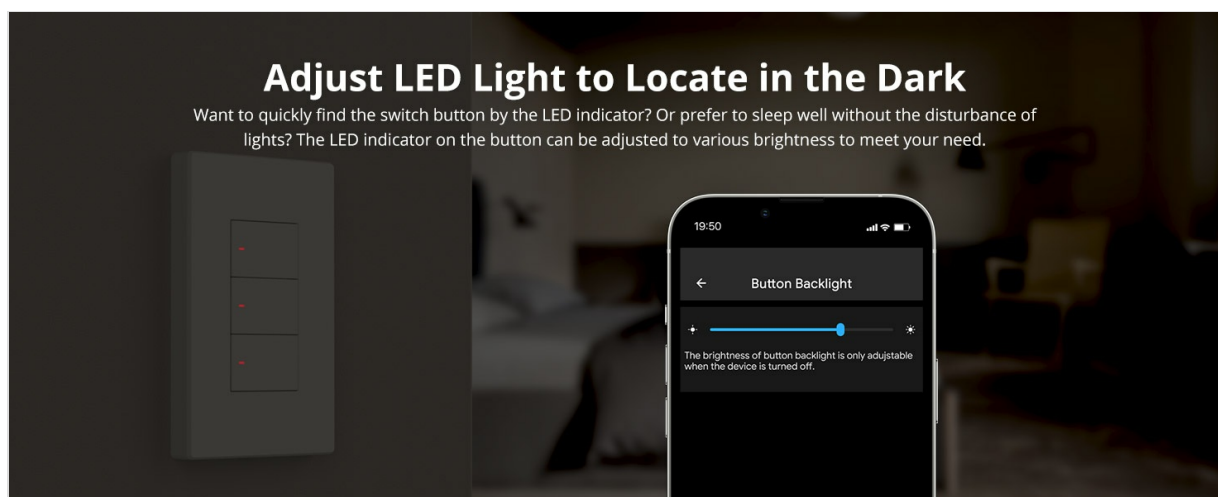 Adjust LED Light to Locate in the Dark
Want to quickly find the switch button by the LED indicator? Or prefer to sleep well without the disturbance of
lights? The LED indicator on the button can be adjusted to various brightness to meet your need.
19:50
Button Backlight
The brightness of button backlight is only adujstable
when the device is turned off.